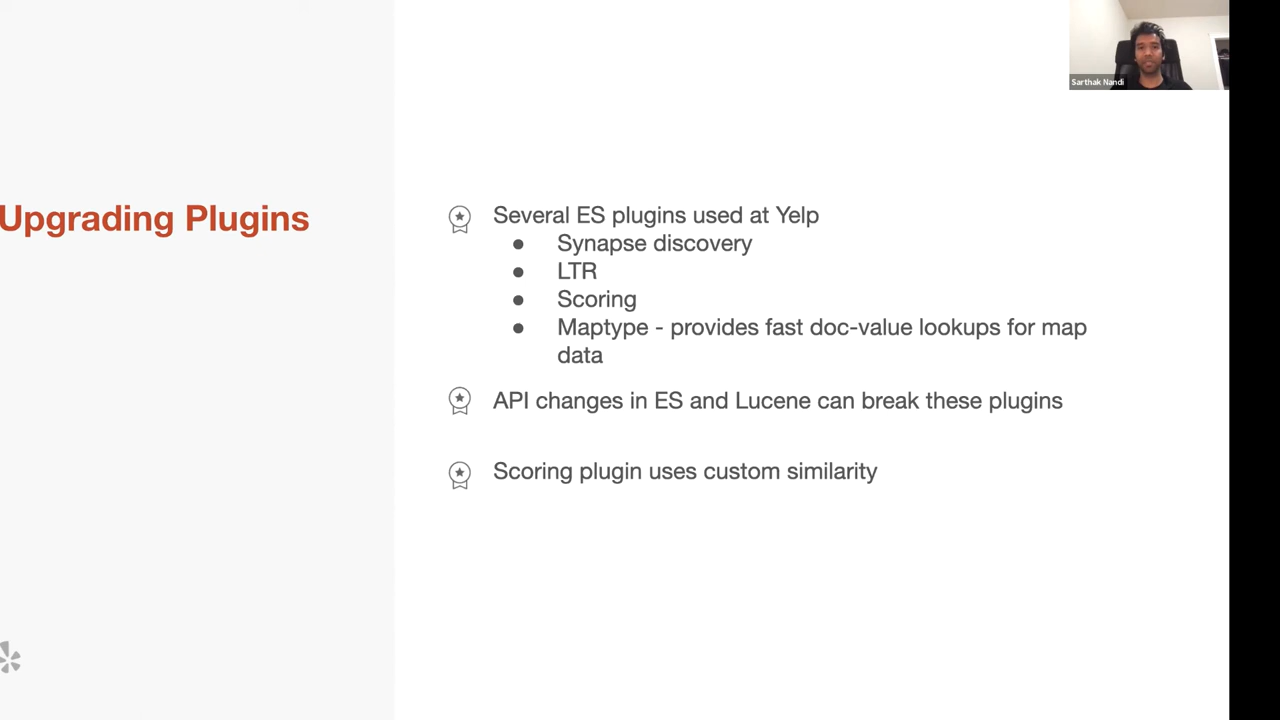 Sarthak Nandi
Upgrading Plugins
Several ES plugins used at Yelp
● Synapse discovery
● LTR
● Scoring
● Maptype - provides fast doc-value lookups for map
data
API changes in ES and Lucene can break these plugins
Scoring plugin uses custom similarity